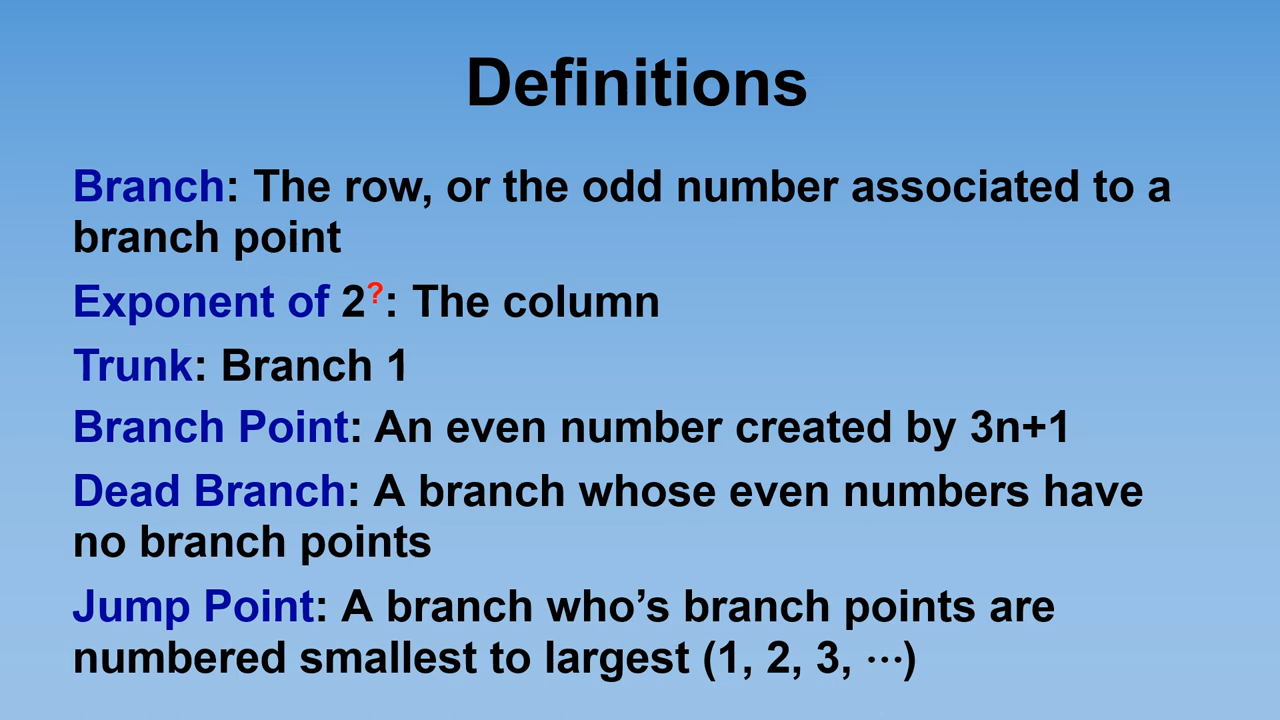 Definitions
Branch: The row, or the odd number associated to a
branch point
Exponent of 2?: The column
Trunk: Branch 1
Branch Point: An even number created by 3n+1
Dead Branch: A branch whose even numbers have
no branch points
Jump Point: A branch who’s branch points are
numbered smallest to largest (1, 2, 3, ⋯)